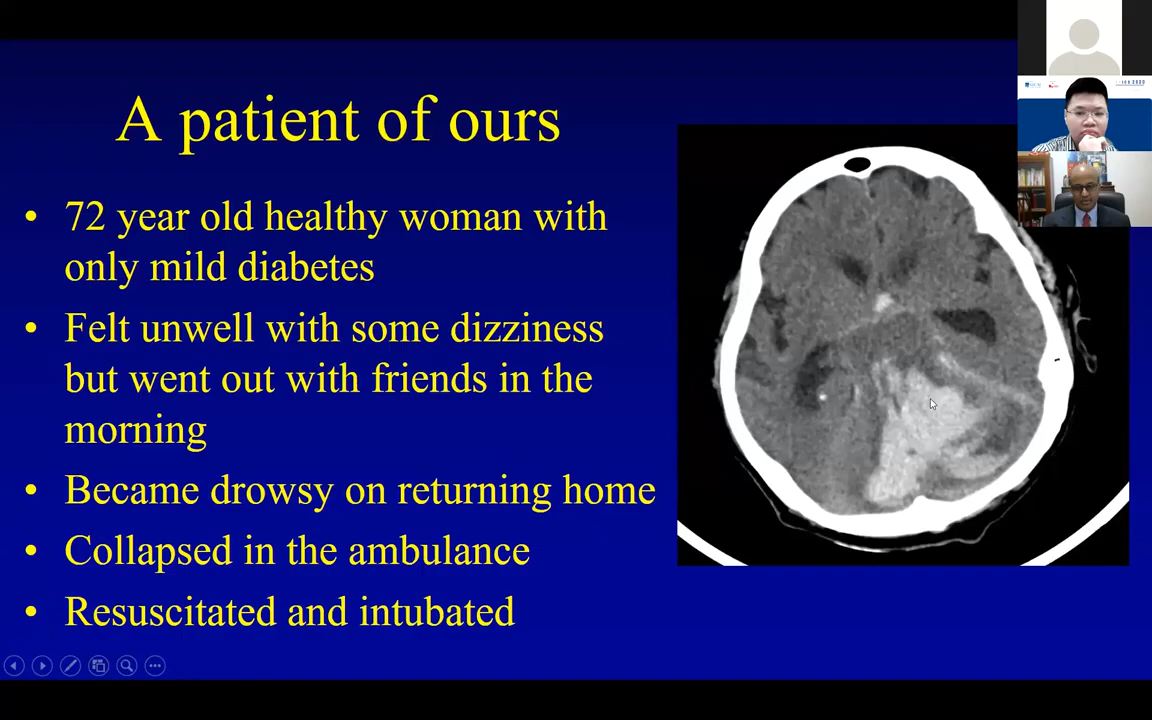 A patient of ours
• 72 year old healthy woman with
only mild diabetes
• Felt unwell with some dizziness
but went out with friends in the
morning
• Became drowsy on returning home
• Collapsed in the ambulance
• Resuscitated and intubated